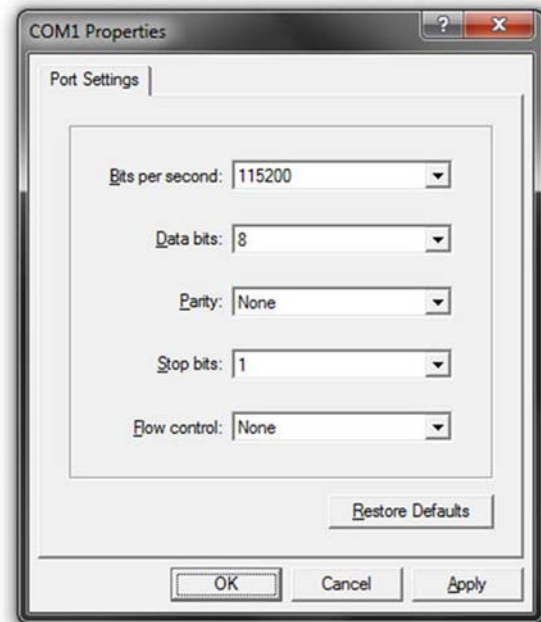 COM1 Properties
?
Port Settings
Bits per second: 115200
Data bits: 8
Parity: None
Stop bits: 1
Flow control: None
Restore Defaults
OK Cancel Apply